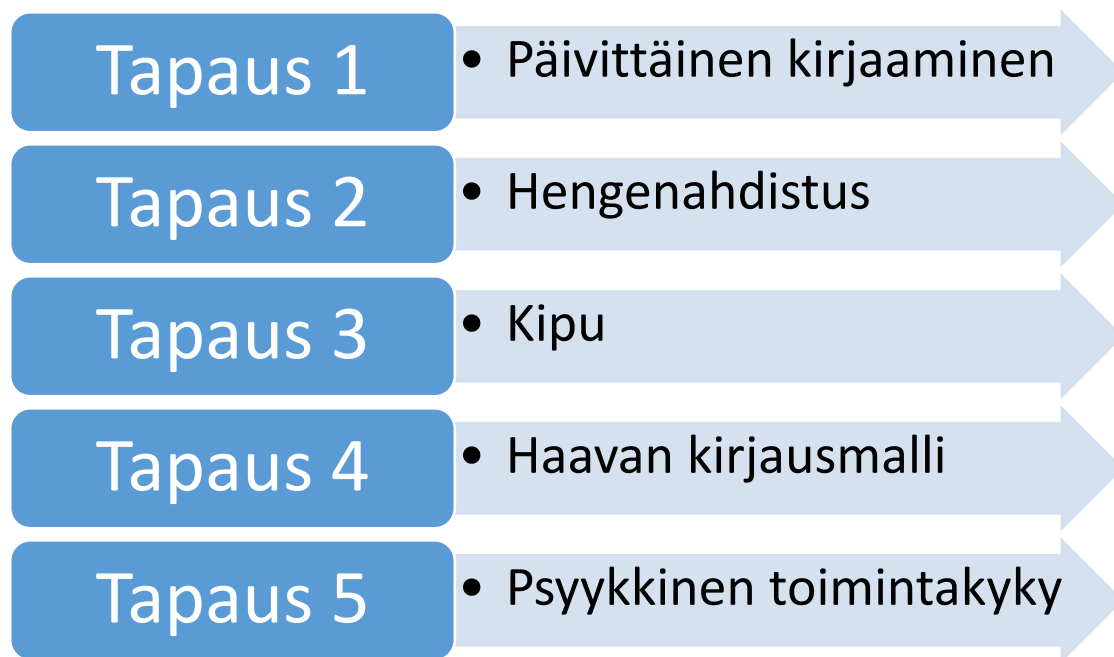 Tapaus 1
• Päivittäinen kirjaaminen
Tapaus 2
• Hengenahdistus
Tapaus 3
• Kipu
Tapaus 4
• Haavan kirjausmalli
Tapaus 5
• Psyykkinen toimintakyky